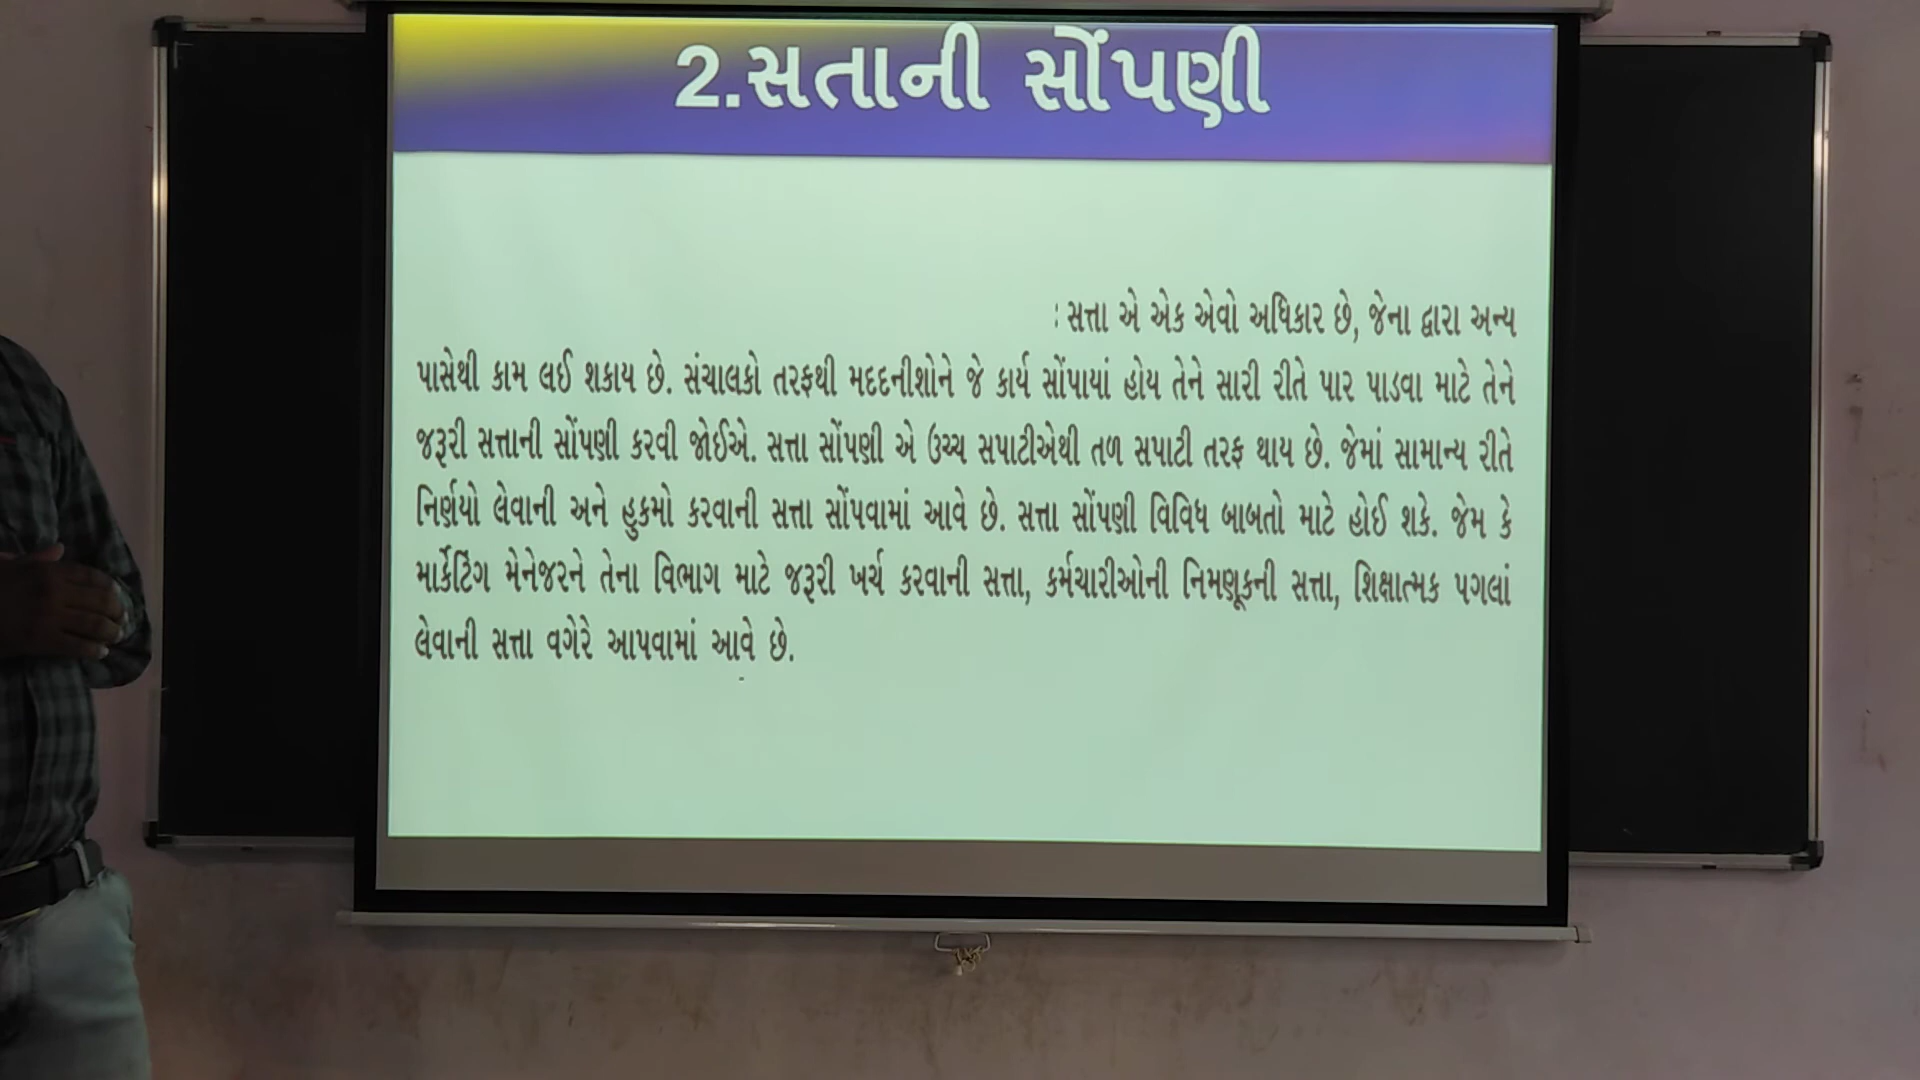 2.સતાની સોંપણી
: સત્તા એ એક એવો અધિકાર છે, જેના દ્વારા અન્ય
પાસેથી કામ લઈ શકાય છે. સંચાલકો તરફથી મદદનીશોને જે કાર્ય સોંપાયાં હોય તેને સારી રીતે પાર પાડવા માટે તેને
જરૂરી સત્તાની સોંપણી કરવી જોઈએ. સત્તા સોંપણી એ ઉચ્ચ સપાટીએથી તળ સપાટી તરફ થાય છે. જેમાં સામાન્ય રીતે
નિર્ણયો લેવાની અને હુકમો કરવાની સત્તા સોંપવામાં આવે છે. સત્તા સોંપણી વિવિધ બાબતો માટે હોઈ શકે. જેમ કે
માર્કેટિંગ મેનેજરને તેના વિભાગ માટે જરૂરી ખર્ચ કરવાની સત્તા, કર્મચારીઓની નિમણૂકની સત્તા, શિક્ષાત્મક પગલાં
લેવાની સત્તા વગેરે આપવામાં આવે છે.